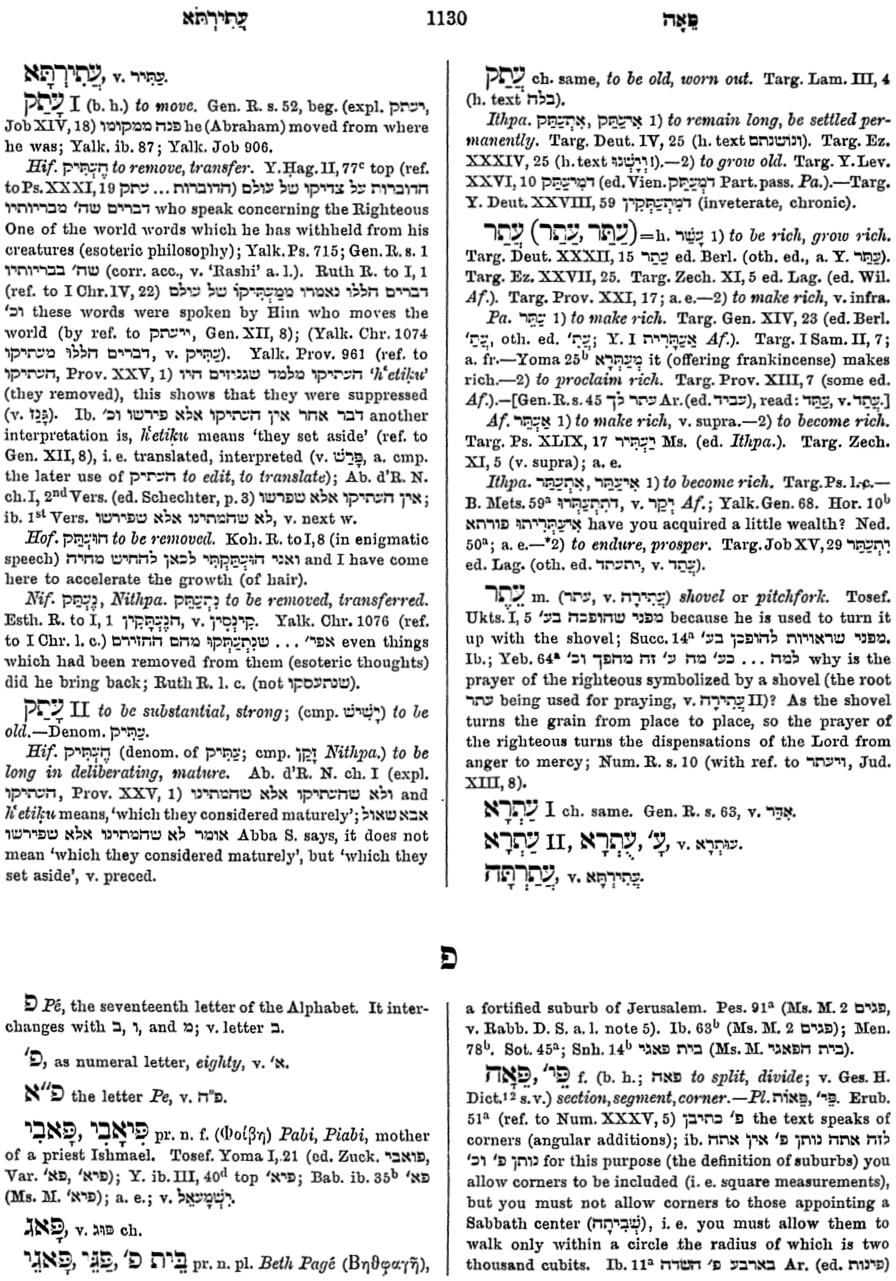 עֲתִירְתָּא 1130 פֵּאָה
עֲתִירְתָּא, v. עַתִּיר.
עָתַק I (b. h.) to move. Gen. R. s. 52, beg. (expl. ויעתק,
Job XIV, 18) פנה ממקומו he (Abraham) moved from where
he was; Yalk. ib. 87; Yalk. Job 906.
Hif. הֶעְתִּיק to remove, transfer. Y. Hag. II, 77c top (ref.
to Ps. XXXI, 19 הדוברות על צדיקו של עולם (הדוברות ... עתק
דברים שה' מבריותיו who speak concerning the Righteous
One of the world words which he has withheld from his
creatures (esoteric philosophy); Yalk. Ps. 715; Gen. R. s. 1
שה' בבריותיו (corr. acc., v. 'Rashi' a. l.). Ruth R. to I, 1
(ref. to I Chr. IV, 22) דברים הללו נאמרו ממַעְתִּיקוֹ של עולם
וכ' these words were spoken by Him who moves the
world (by ref. to ויעתק, Gen. XII, 8); (Yalk. Chr. 1074
דברים הללו מעתיקו, v. עַתִּיק). Yalk. Prov. 961 (ref. to
העתיקו, Prov. XXV, 1) העתיקו מלמד שגנוזים היו 'hʿetiḳu'
(they removed), this shows that they were suppressed
(v. גָּנַז). Ib. דבר אחר אין העתיקו אלא פירשו וכ' another
interpretation is, hʿetiḳu means 'they set aside' (ref. to
Gen. XII, 8), i. e. translated, interpreted (v. פָּרַשׁ, a. cmp.
the later use of העתיק to edit, to translate); Ab. d'R. N.
ch. I, 2nd Vers. (ed. Schechter, p. 3) אין העתיקו אלא שפרשו;
ib. 1st Vers. לא שהמתינו אלא שפירשו, v. next w.
Hof. הוּעְתַּק to be removed. Koh. R. to I, 8 (in enigmatic
speech) ואני הוּעְתַּקְתִּי לכאן להחיש מחיה and I have come
here to accelerate the growth (of hair).
Nif. נֶעְתַּק, Nithpa. נִתְעַתֵּק to be removed, transferred.
Esth. R. to I, 1 הַנֶּעְתָּקִין, v. קִינְסִין. Yalk. Chr. 1076 (ref.
to I Chr. l. c.) אפי' ... שנִתְעַתְּקוּ מהם החזירם even things
which had been removed from them (esoteric thoughts)
did he bring back; Ruth R. l. c. (not שנתעסקו).
עָתַק II to be substantial, strong; (cmp. יָשִׁישׁ) to be
old.—Denom. עַתִּיק.
Hif. הֶעְתִּיק (denom. of עַתִּיק; cmp. זָקֵן Nithpa.) to be
long in deliberating, mature. Ab. d'R. N. ch. I (expl.
העתיקו, Prov. XXV, 1) ולא שהעתיקו אלא שהמתינו and
hʿetiḳu means, 'which they considered maturely'; אבא שאול
אומר לא שהמתינו אלא שפירשו Abba S. says, it does not
mean 'which they considered maturely', but 'which they
set aside', v. preced.
עֲתַק ch. same, to be old, worn out. Targ. Lam. III, 4
(h. text בלה).
Ithpa. אִתְעַתַּק, אִיעַתַּק 1) to remain long, be settled per-
manently. Targ. Deut. IV, 25 (h. text ונושנתם). Targ. Ez.
XXXIV, 25 (h. text וְיָשְׁנוּ!).—2) to grow old. Targ. Y. Lev.
XXVI, 10 דמִיעַתַּק (ed. Vien. דמְעַתַּק Part. pass. Pa.).—Targ.
Y. Deut. XXVIII, 59 דמִתְעַתְּקִין (inveterate, chronic).
עֲתַר (עֲתַר, עַתַּר)=h. עָשַׁר 1) to be rich, grow rich.
Targ. Deut. XXXII, 15 עֲתַר ed. Berl. (oth. ed., a. Y. עַתַּר).
Targ. Ez. XXVII, 25. Targ. Zech. XI, 5 ed. Lag. (ed. Wil.
Af.). Targ. Prov. XXI, 17; a. e.—2) to make rich, v. infra.
Pa. עַתַּר 1) to make rich. Targ. Gen. XIV, 23 (ed. Berl.
עֲתַ', oth. ed. עַתַּ'; Y. I אַעְתָּרִית Af.). Targ. I Sam. II, 7;
a. fr.—Yoma 25b מְעַתְּרָא it (offering frankincense) makes
rich.—2) to proclaim rich. Targ. Prov. XIII, 7 (some ed.
Af.).—[Gen. R. s. 45 עתר לך Ar. (ed. עביד), read: עַתֵּד, v. עֲתַד.]
Af. אַעְתַּר 1) to make rich, v. supra.—2) to become rich.
Targ. Ps. XLIX, 17 יַעְתִּיר Ms. (ed. Ithpa.). Targ. Zech.
XI, 5 (v. supra); a. e.
Ithpa. אִתְעַתַּר, אִיעַתַּר 1) to become rich. Targ. Ps. l. c.—
B. Mets. 59a דתִתְעַתְּרוּ, v. יְקַר Af.; Yalk. Gen. 68. Hor. 10b
אִיעַתְּרִיתוּ פורתא have you acquired a little wealth? Ned.
50a; a. e.—*2) to endure, prosper. Targ. Job XV, 29 יִתְעַתַּר
ed. Lag. (oth. ed. יתעתד, v. עֲתַד).
עֶתֶר m. (עתר, v. עֲתִירָה) shovel or pitchfork. Tosef.
Ukts. I, 5 מפני שהופכה בע' because he is used to turn it
up with the shovel; Succ. 14a מפני שראויות להופכן בע'.
Ib.; Yeb. 64a למה ... כע' מה ע' זה מהפך וכ' why is the
prayer of the righteous symbolized by a shovel (the root
עתר being used for praying, v. עֲתִירָה II)? As the shovel
turns the grain from place to place, so the prayer of
the righteous turns the dispensations of the Lord from
anger to mercy; Num. R. s. 10 (with ref. to ויעתר, Jud.
XIII, 8).
עַתְרָא I ch. same. Gen. R. s. 63, v. אִדַּר.
עַתְרָא II, עֻתְרָא, עָ', v. עוּתְרָא.
עֲתַרְתָּה, v. עֲתִירְתָּא.
פ
פ Pé, the seventeenth letter of the Alphabet. It inter-
changes with ב, ו, and מ; v. letter ב.
פ', as numeral letter, eighty, v. א'.
פ"א the letter Pe, v. פ"ה.
פִּיאָבִי, פָּאבִי pr. n. f. (Φοίβη) Pabi, Piabi, mother
of a priest Ishmael. Tosef. Yoma I, 21 (ed. Zuck. פואבי,
Var. פא', פיא'); Y. ib. III, 40d top פיא'; Bab. ib. 35b פא'
(Ms. M. פיא'); a. e.; v. יִשְׁמָעֵאל.
פָּאג, v. פּוּג ch.
בֵּית פ', פַּגֵּי, פָּאגֵי pr. n. pl. Beth Pagé (Βηθφαγῆ),
a fortified suburb of Jerusalem. Pes. 91a (Ms. M. 2 פגים,
v. Rabb. D. S. a. l. note 5). Ib. 63b (Ms. M. 2 פגים); Men.
78b. Sot. 45a; Snh. 14b בית פאגי (Ms. M. בית הפאגי).
פֵּאָה, פֵּי' f. (b. h.; פאה to split, divide; v. Ges. H.
Dict.12 s. v.) section, segment, corner.—Pl. פֵּאוֹת, פֵּי'. Erub.
51a (ref. to Num. XXXV, 5) פ' כתיבן the text speaks of
corners (angular additions); ib. לזה אתה נותן פ' אין אתה
נותן פ' וכ' for this purpose (the definition of suburbs) you
allow corners to be included (i. e. square measurements),
but you must not allow corners to those appointing a
Sabbath center (שְׁבִיתָה), i. e. you must allow them to
walk only within a circle the radius of which is two
thousand cubits. Ib. 11a בארבע פ' השדה Ar. (ed. פינות)